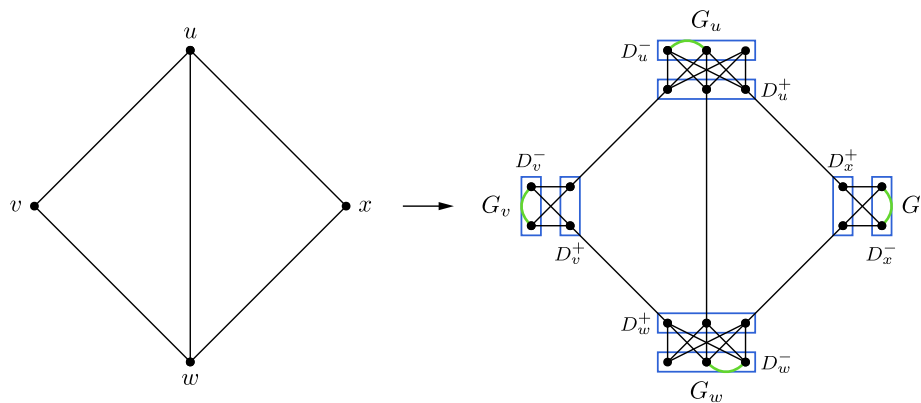 u
v
x
w
G_u
D_u^-
D_u^+
D_v^-
D_x^+
G_v
G
D_v^+
D_x^-
D_w^+
D_w^-
G_w